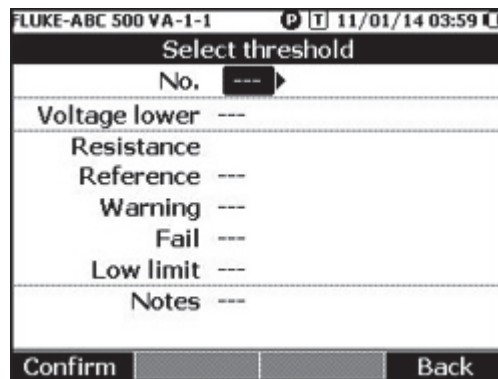 FLUKE-ABC 500 VA-1-1 P T 11/01/14 03:59
Select threshold
No. ---
Voltage lower ---
Resistance
Reference ---
Warning ---
Fail ---
Low limit ---
Notes ---
Confirm Back